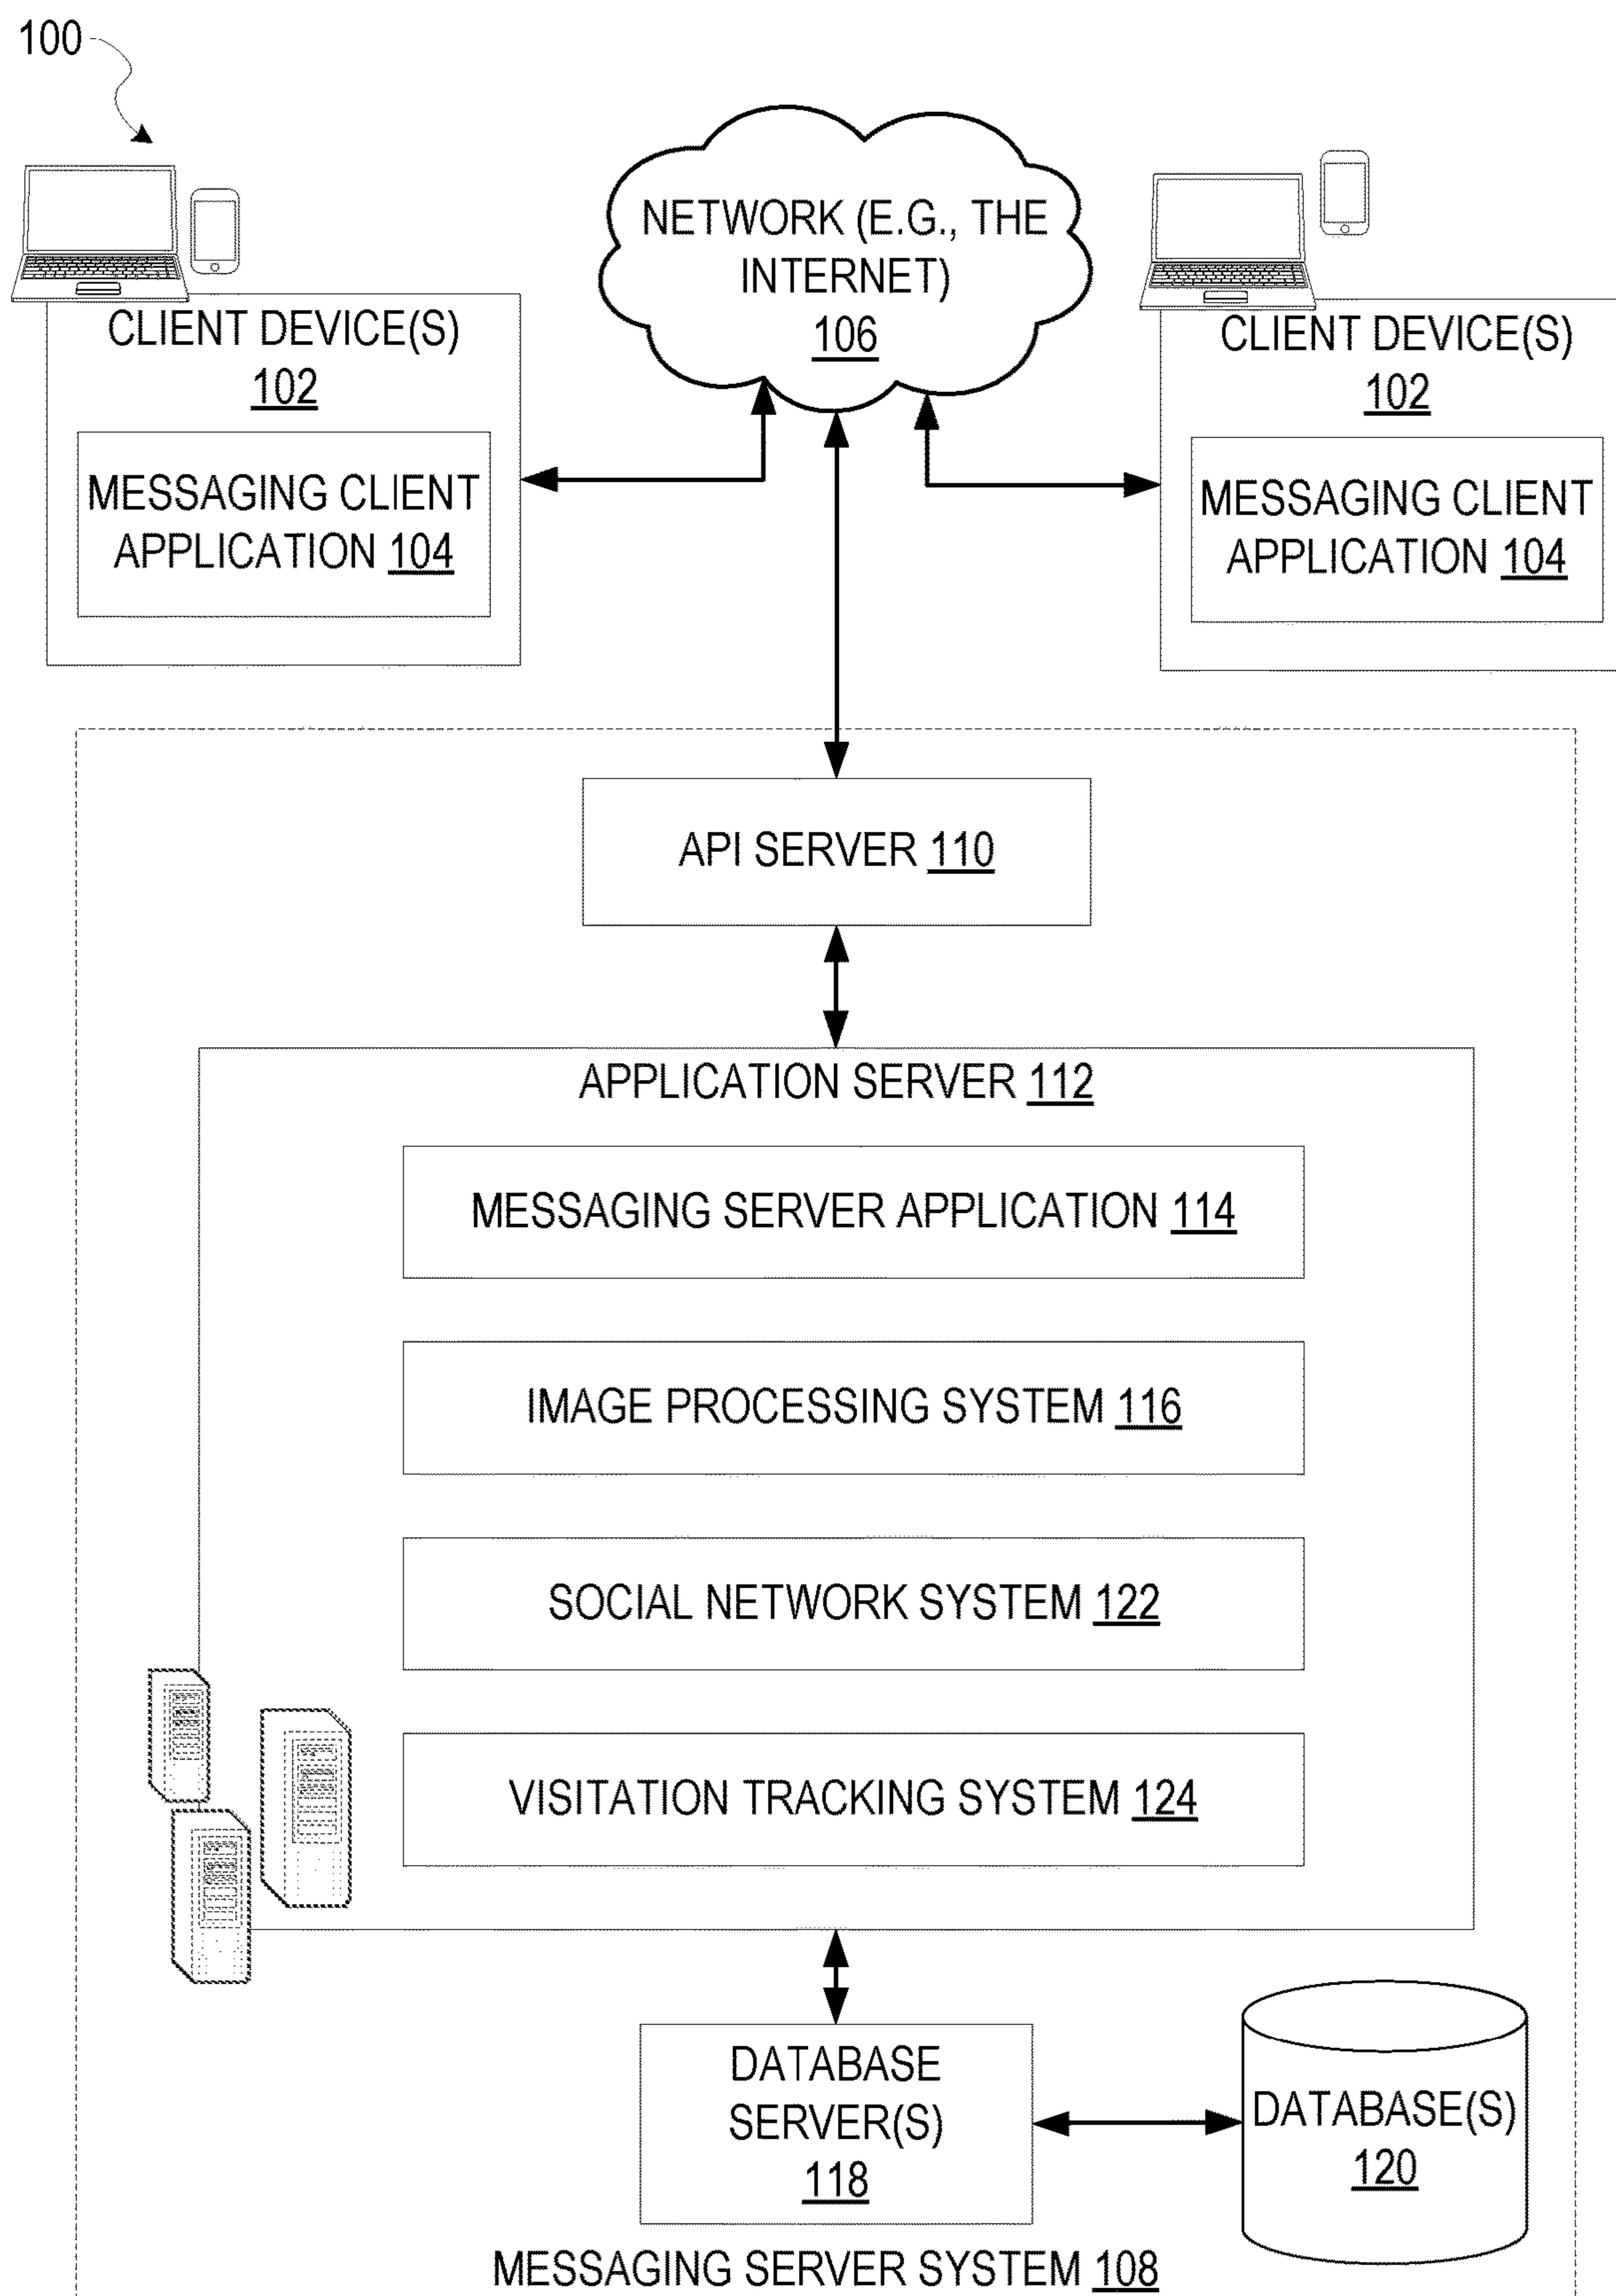 100
NETWORK (E.G., THE
INTERNET)
106
CLIENT DEVICE(S)
102
MESSAGING CLIENT
APPLICATION 104
CLIENT DEVICE(S)
102
MESSAGING CLIENT
APPLICATION 104
API SERVER 110
APPLICATION SERVER 112
MESSAGING SERVER APPLICATION 114
IMAGE PROCESSING SYSTEM 116
SOCIAL NETWORK SYSTEM 122
VISITATION TRACKING SYSTEM 124
DATABASE
SERVER(S)
118
DATABASE(S)
120
MESSAGING SERVER SYSTEM 108